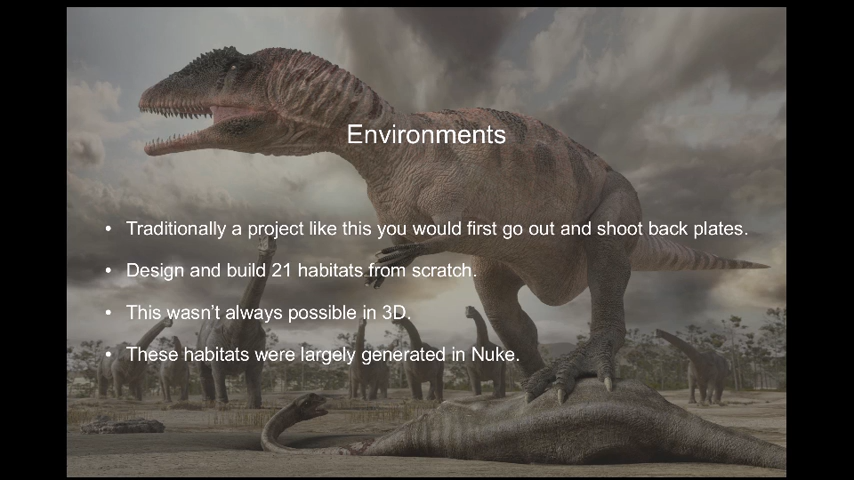 Environments
• Traditionally a project like this you would first go out and shoot back plates.
• Design and build 21 habitats from scratch.
• This wasn’t always possible in 3D.
• These habitats were largely generated in Nuke.